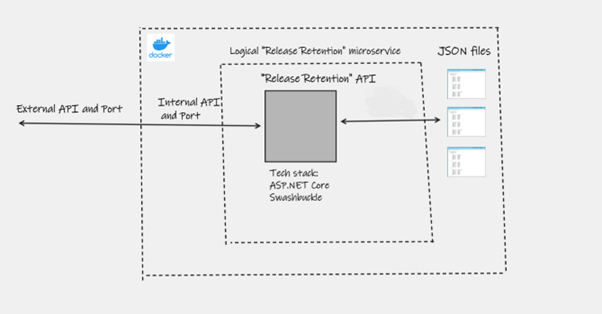 docker
Logical "Release Retention" microservice
JSON files
"Release Retention" API
External API and Port
Internal API
and Port
Tech stack:
ASP.NET Core
Swashbuckle